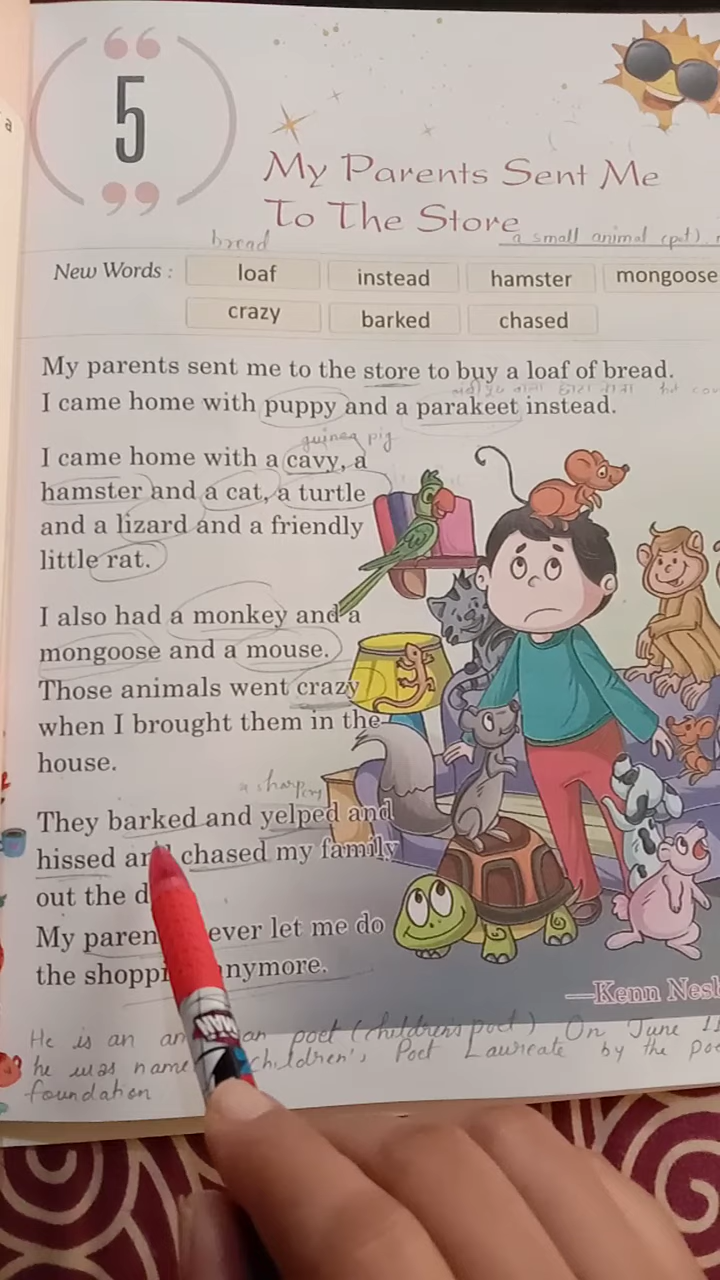 5
My Parents Sent Me
To The Store
bread
a small animal (pet)
New Words : loaf instead hamster mongoose
crazy barked chased
My parents sent me to the store to buy a loaf of bread.
I came home with puppy and a parakeet instead.
guinea pig
I came home with a cavy, a
hamster and a cat, a turtle
and a lizard and a friendly
little rat.
I also had a monkey and a
mongoose and a mouse.
Those animals went crazy
when I brought them in the
house.
a sharp cry
They barked and yelped and
hissed and chased my family
out the
My ever let me do
the nymore.
—Kenn
He is an poet (children's poet) On June
he was children's Poet Laureate by the
foundation